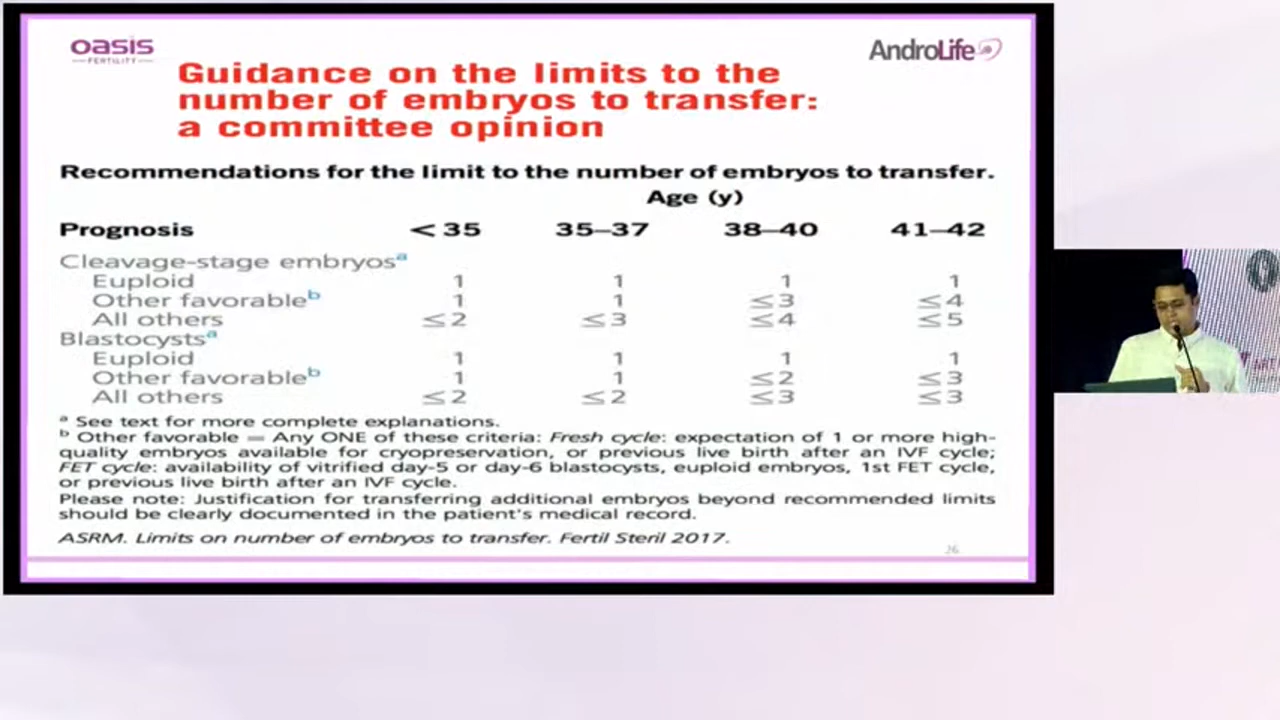 oasis
FERTILITY
AndroLife
Guidance on the limits to the
number of embryos to transfer:
a committee opinion
Recommendations for the limit to the number of embryos to transfer.
Age (y)
Prognosis < 35 35–37 38–40 41–42
Cleavage-stage embryosᵃ
Euploid 1 1 1 1
Other favorableᵇ 1 1 ≤3 ≤4
All others ≤2 ≤3 ≤4 ≤5
Blastocystsᵃ
Euploid 1 1 1 1
Other favorableᵇ 1 1 ≤2 ≤3
All others ≤2 ≤2 ≤3 ≤3
ᵃ See text for more complete explanations.
ᵇ Other favorable = Any ONE of these criteria: Fresh cycle: expectation of 1 or more high-
quality embryos available for cryopreservation, or previous live birth after an IVF cycle;
FET cycle: availability of vitrified day-5 or day-6 blastocysts, euploid embryos, 1st FET cycle,
or previous live birth after an IVF cycle.
Please note: Justification for transferring additional embryos beyond recommended limits
should be clearly documented in the patient's medical record.
ASRM. Limits on number of embryos to transfer. Fertil Steril 2017.
26